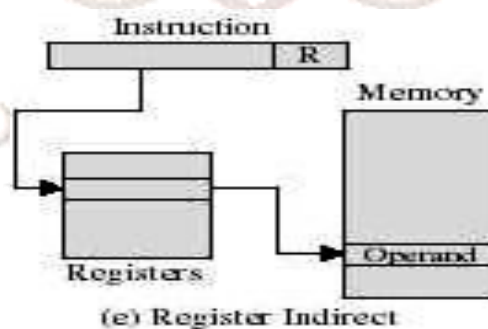 Instruction
R
Memory
Operand
Registers
(e) Register Indirect